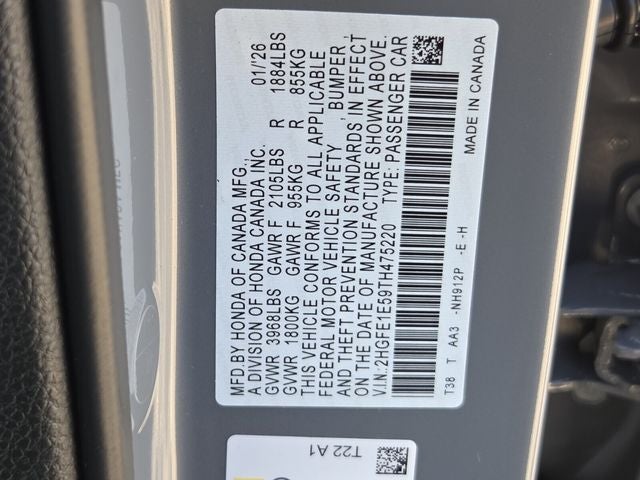 MFD.BY HONDA OF CANADA MFG., 01/26
A DIVISION OF HONDA CANADA INC.
GVWR 3968LBS GAWR F 2105LBS R 1884LBS
GVWR 1800KG GAWR F 955KG R 855KG
THIS VEHICLE CONFORMS TO ALL APPLICABLE
FEDERAL MOTOR VEHICLE SAFETY , BUMPER ,
AND THEFT PREVENTION STANDARDS IN EFFECT
ON THE DATE OF MANUFACTURE SHOWN ABOVE.
V.I.N.:2HGFE1E59TH475220 TYPE: PASSENGER CAR
T38 T AA3 -NH912P -E -H MADE IN CANADA
T22 A1